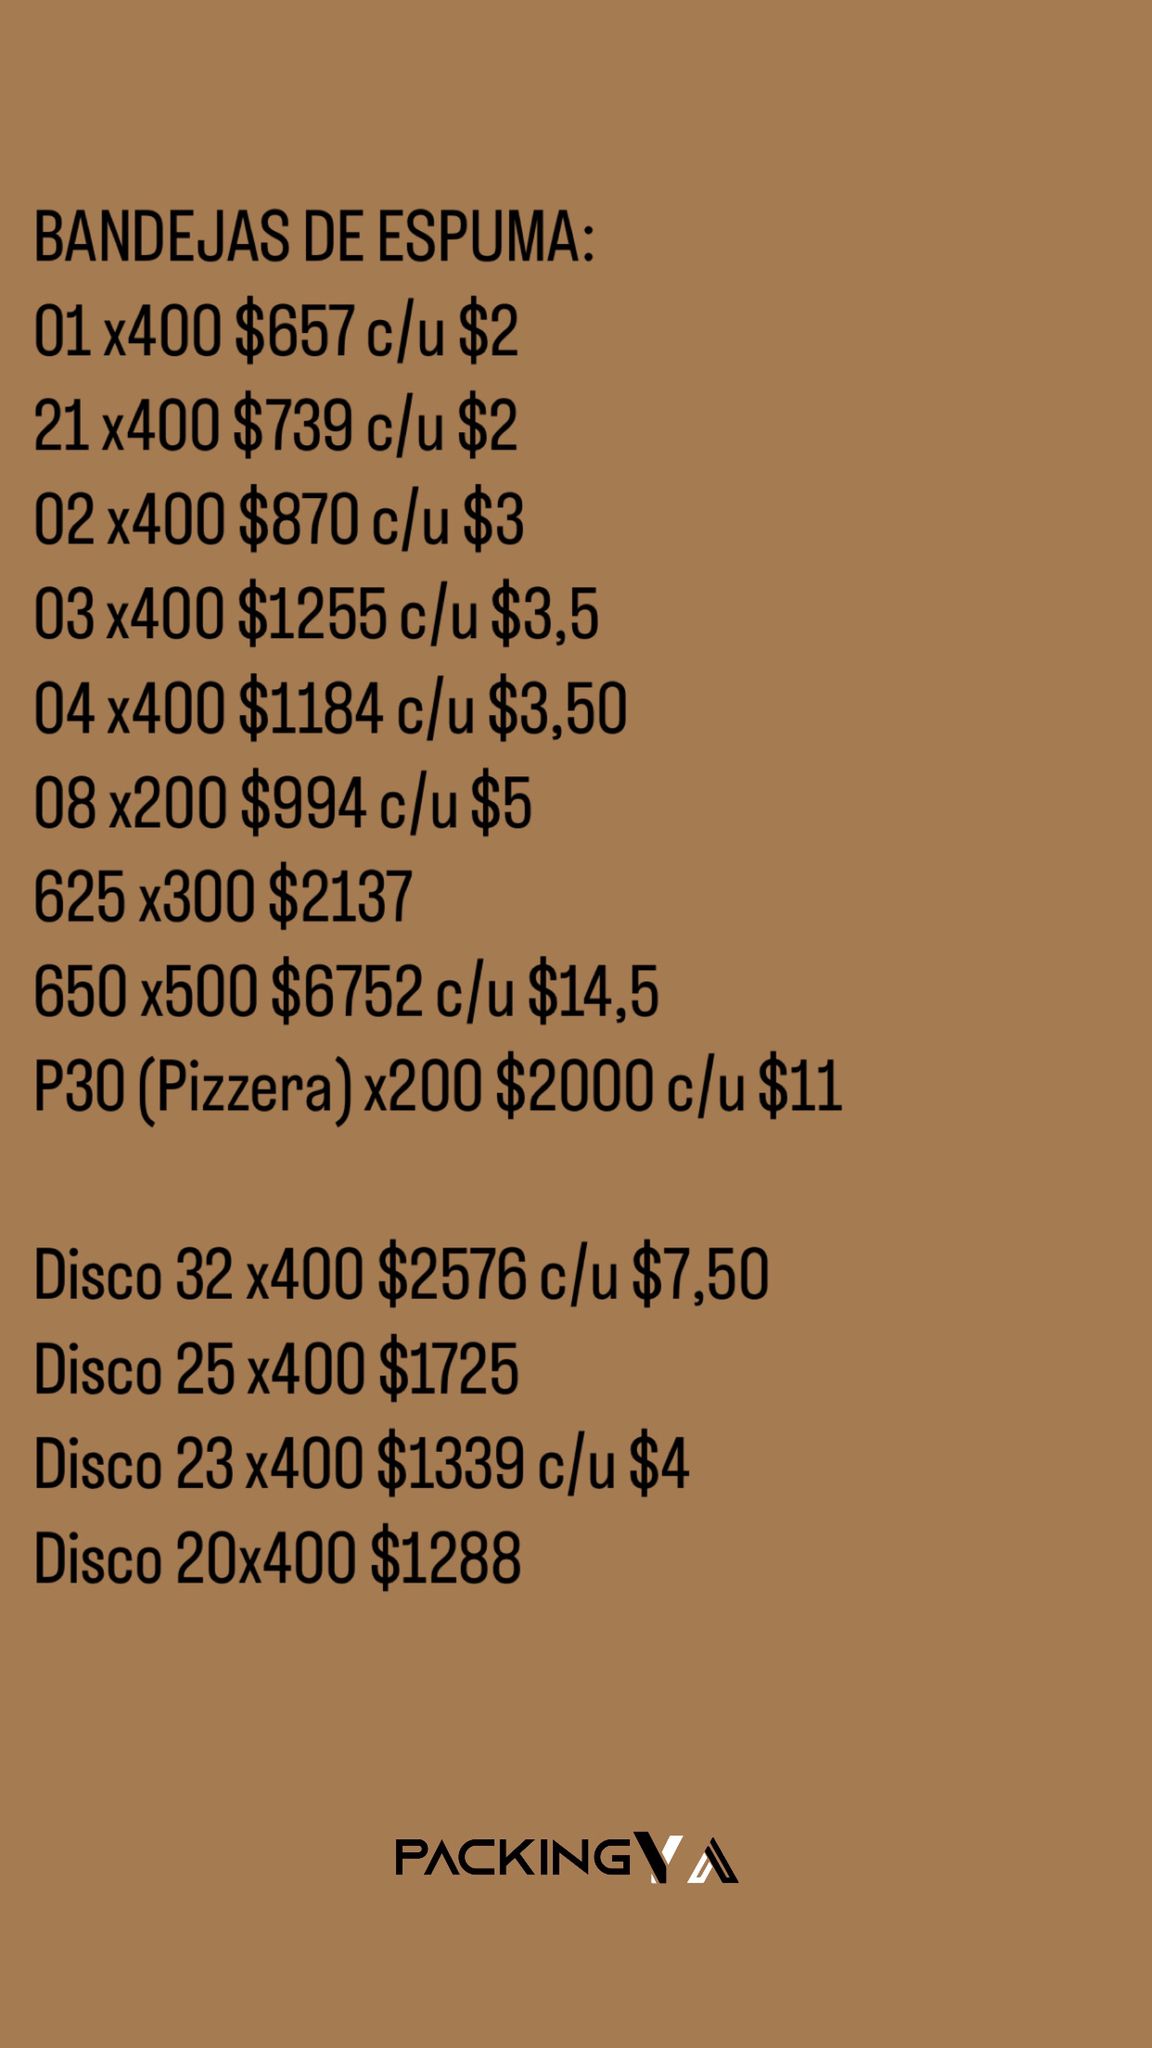 BANDEJAS DE ESPUMA:
01 x400 $657 c/u $2
21 x400 $739 c/u $2
02 x400 $870 c/u $3
03 x400 $1255 c/u $3,5
04 x400 $1184 c/u $3,50
08 x200 $994 c/u $5
625 x300 $2137
650 x500 $6752 c/u $14,5
P30 (Pizzera) x200 $2000 c/u $11
Disco 32 x400 $2576 c/u $7,50
Disco 25 x400 $1725
Disco 23 x400 $1339 c/u $4
Disco 20x400 $1288
PACKINGYA